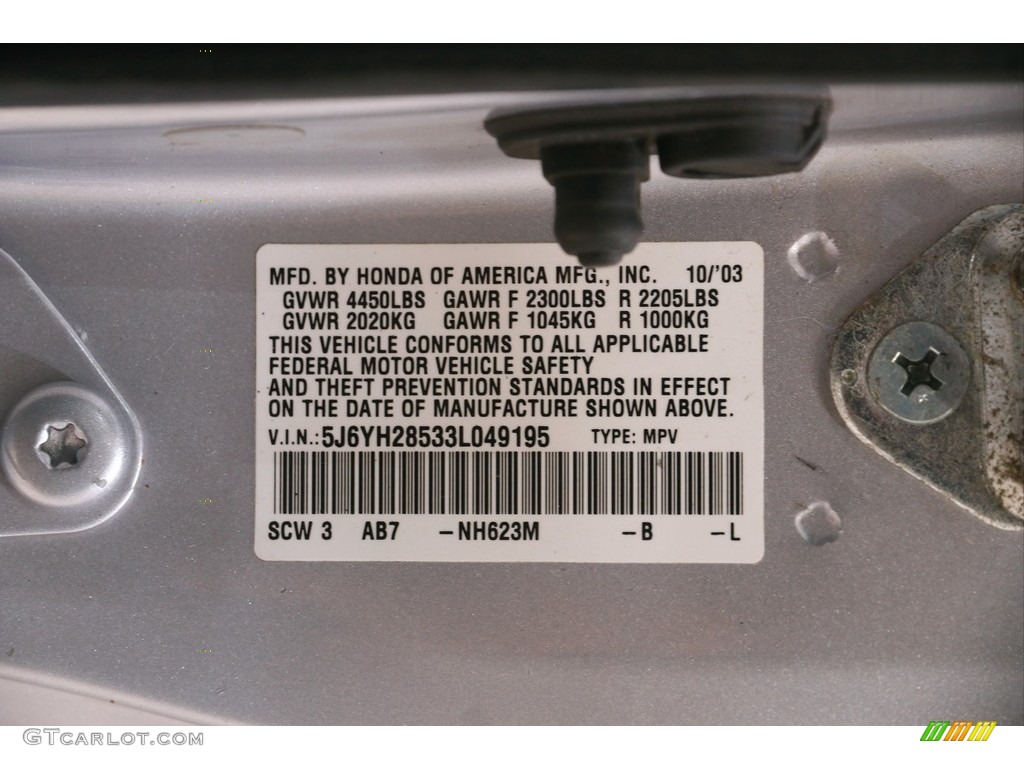 MFD. BY HONDA OF AMERICA MFG., INC. 10/'03
GVWR 4450LBS GAWR F 2300LBS R 2205LBS
GVWR 2020KG GAWR F 1045KG R 1000KG
THIS VEHICLE CONFORMS TO ALL APPLICABLE
FEDERAL MOTOR VEHICLE SAFETY
AND THEFT PREVENTION STANDARDS IN EFFECT
ON THE DATE OF MANUFACTURE SHOWN ABOVE.
V.I.N.:5J6YH28533L049195 TYPE: MPV
SCW 3 AB7 -NH623M -B -L
GTCARLOT.COM